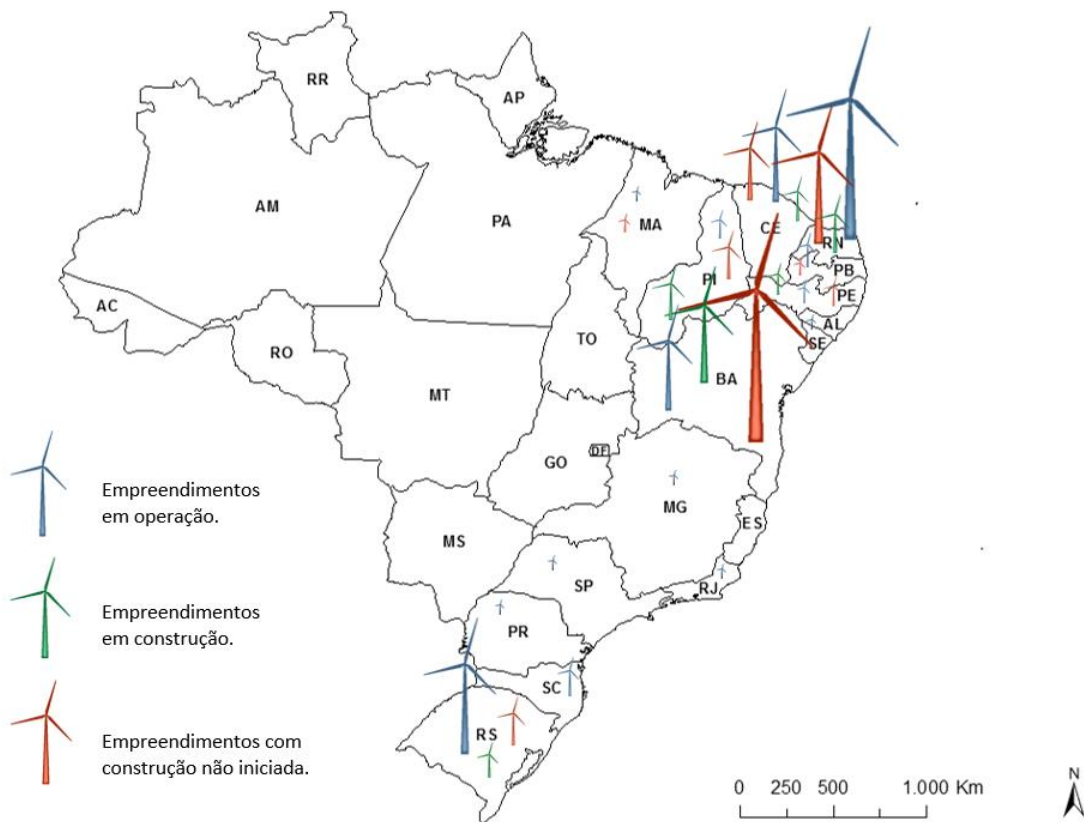 RR
AP
AM
PA
MA
CE
RN
PB
PE
AL
SE
PI
AC
RO
TO
BA
MT
GO
DF
MG
ES
MS
SP
RJ
PR
SC
RS
Empreendimentos
em operação.
Empreendimentos
em construção.
Empreendimentos com
construção não iniciada.
0 250 500 1.000 Km
N